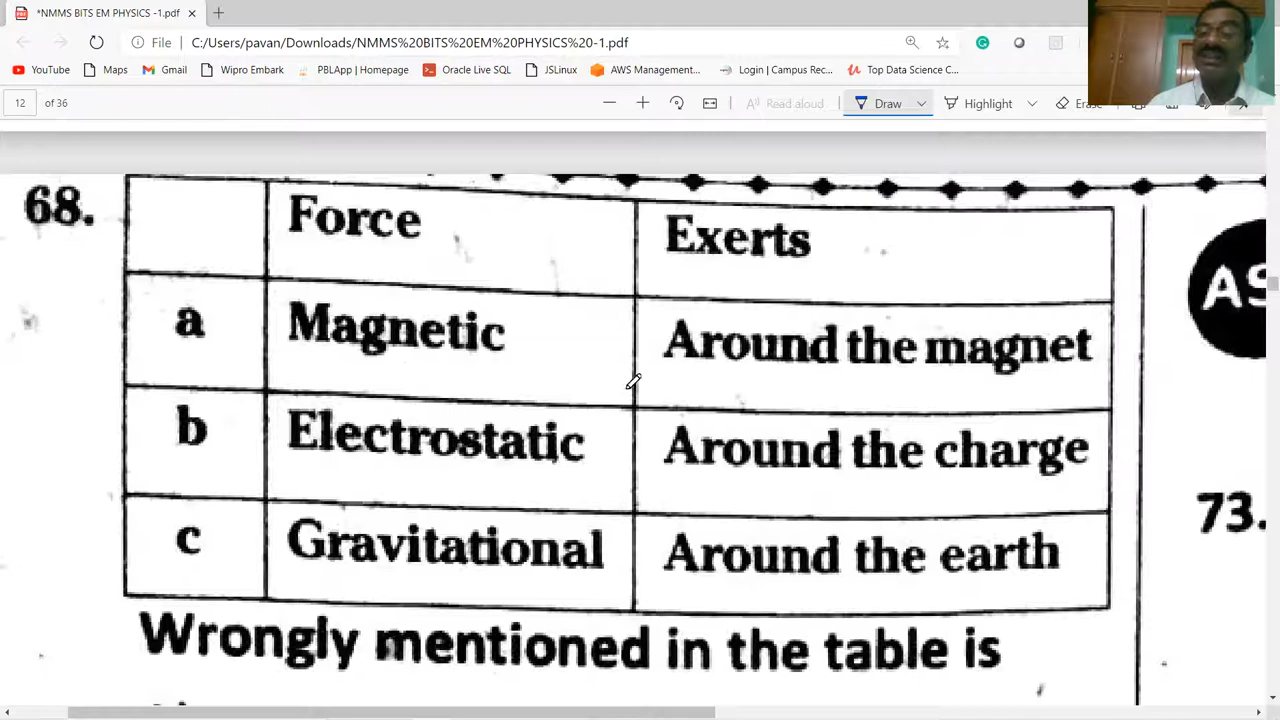 *NMMS BITS EM PHYSICS -1.pdf
File C:/Users/pavan/Downloads/NMMS%20BITS%20EM%20PHYSICS%20-1.pdf
YouTube Maps Gmail Wipro Embark PBLApp | Homepage Oracle Live SQL JSLinux AWS Management... Login | Campus Rec... Top Data Science C...
12 of 36 Read aloud Draw Highlight Erase
68.
Force Exerts
a Magnetic Around the magnet
b Electrostatic Around the charge
c Gravitational Around the earth
Wrongly mentioned in the table is
73.